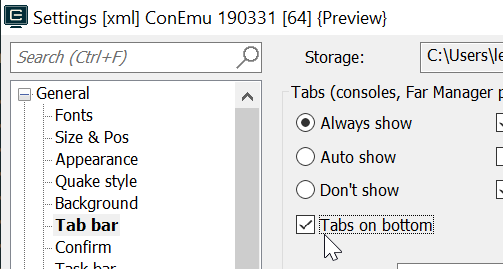 Settings [xml] ConEmu 190331 [64] {Preview}
Search (Ctrl+F)
Storage:
C:\Users\le
General
Fonts
Size & Pos
Appearance
Quake style
Background
Tab bar
Confirm
Task bar
Tabs (consoles, Far Manager p
Always show
Auto show
Don't show
Tabs on bottom